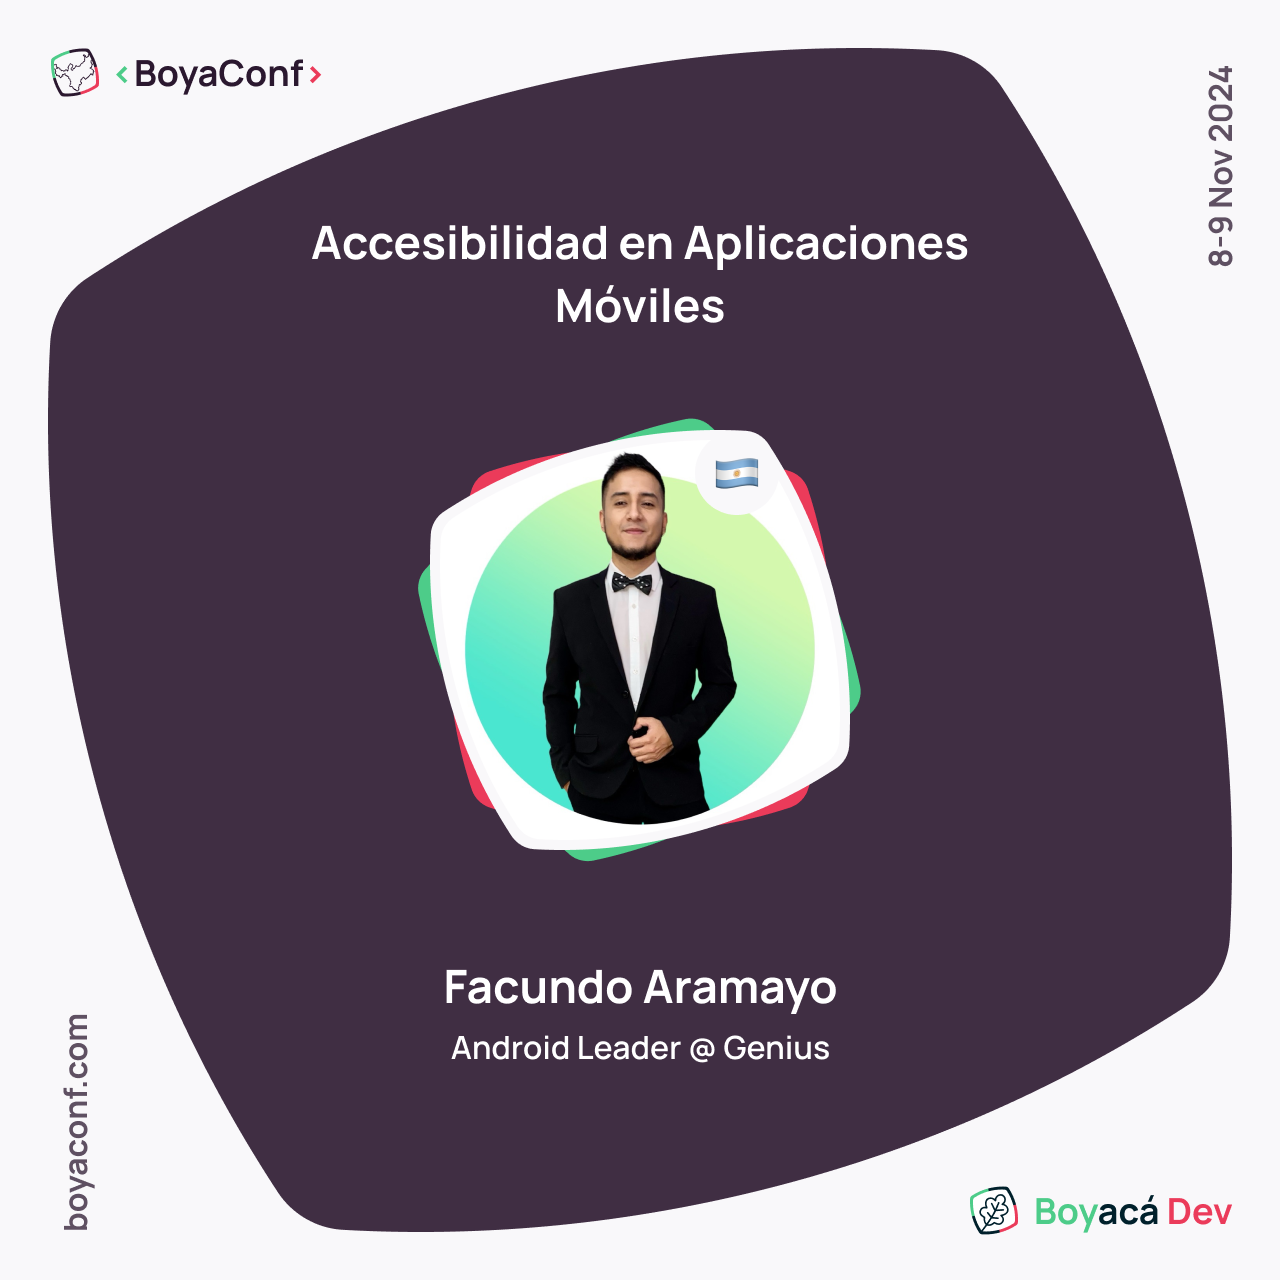 <BoyaConf>
8-9 Nov 2024
Accesibilidad en Aplicaciones
Móviles
Facundo Aramayo
Android Leader @ Genius
boyaconf.com
Boyacá Dev